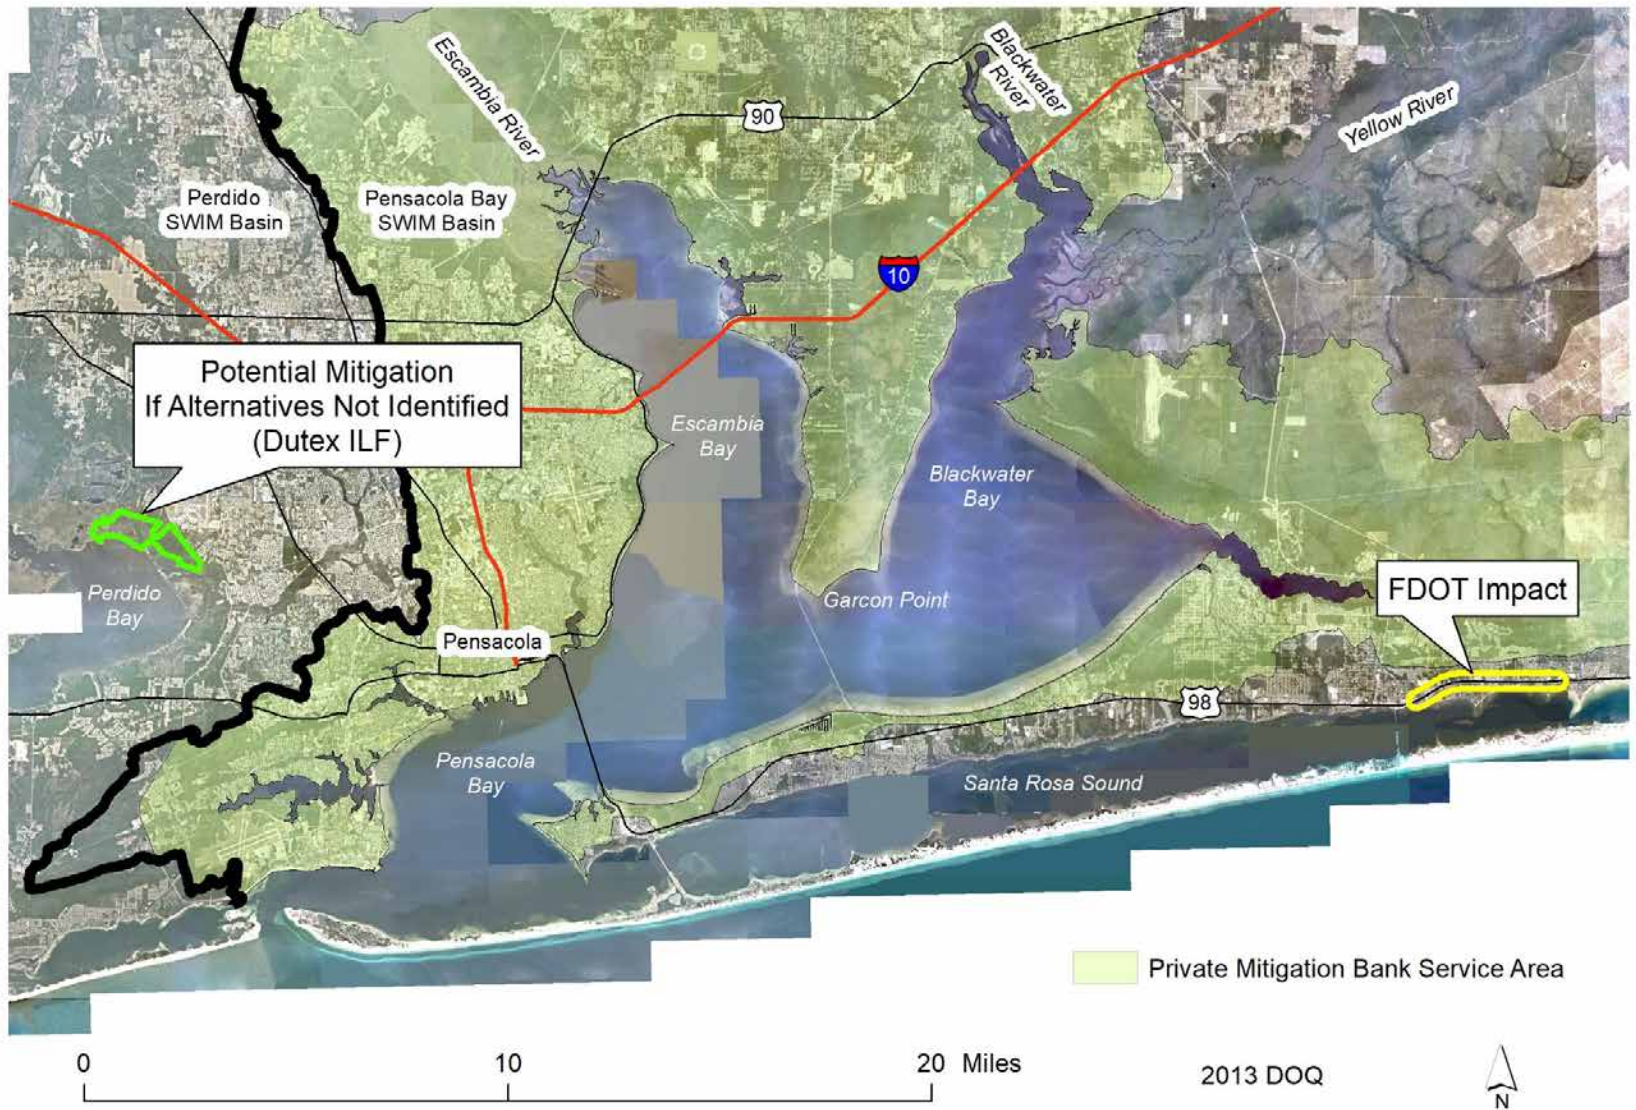 Escambia River
Blackwater
River
90
Yellow River
Perdido
SWIM Basin
Pensacola Bay
SWIM Basin
10
Potential Mitigation
If Alternatives Not Identified
(Dutex ILF)
Escambia
Bay
Blackwater
Bay
Perdido
Bay
Garcon Point
FDOT Impact
Pensacola
98
Pensacola
Bay
Santa Rosa Sound
Private Mitigation Bank Service Area
0 10 20 Miles
2013 DOQ
N